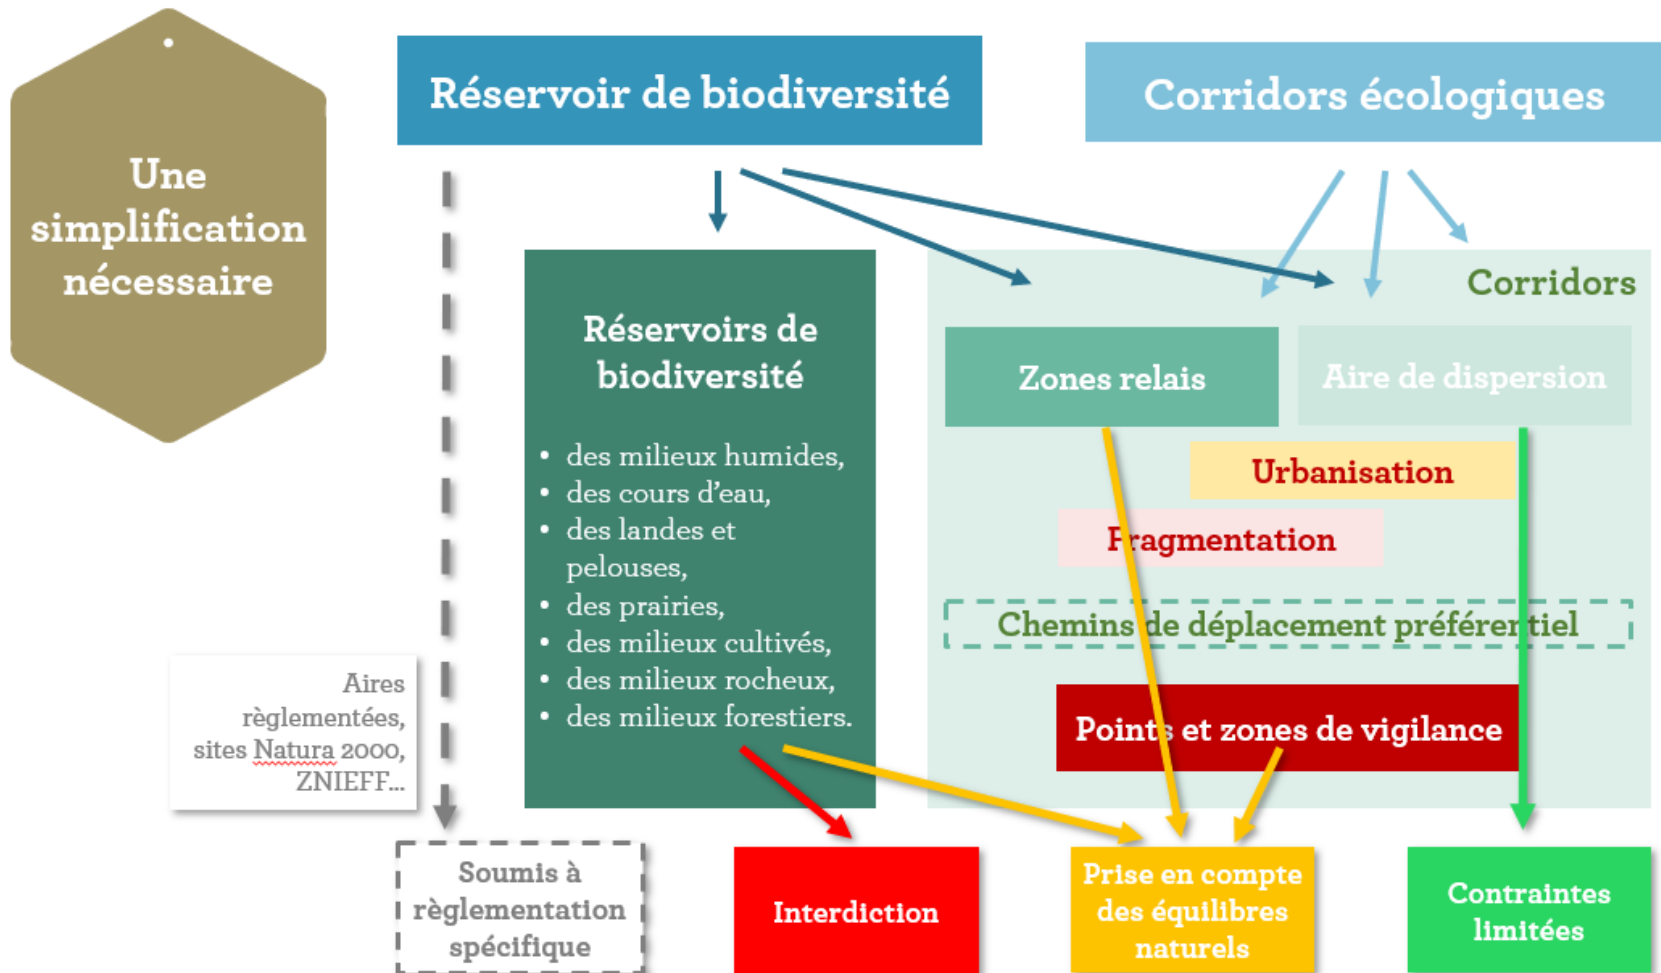 Une
simplification
nécessaire
Réservoir de biodiversité
Corridors écologiques
Réservoirs de
biodiversité
• des milieux humides,
• des cours d'eau,
• des landes et
pelouses,
• des prairies,
• des milieux cultivés,
• des milieux rocheux,
• des milieux forestiers.
Corridors
Zones relais
Aire de dispersion
Urbanisation
Fragmentation
Chemins de déplacement préférentiel
Points et zones de vigilance
Aires
règlementées,
sites Natura 2000,
ZNIEFF...
Soumis à
règlementation
spécifique
Interdiction
Prise en compte
des équilibres
naturels
Contraintes
limitées